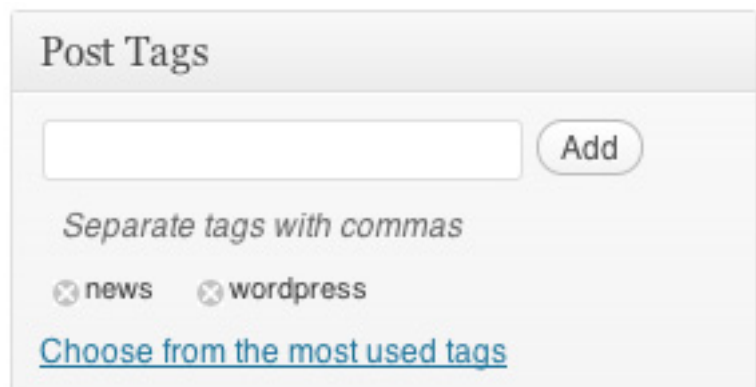 Post Tags
Add
Separate tags with commas
news wordpress
Choose from the most used tags